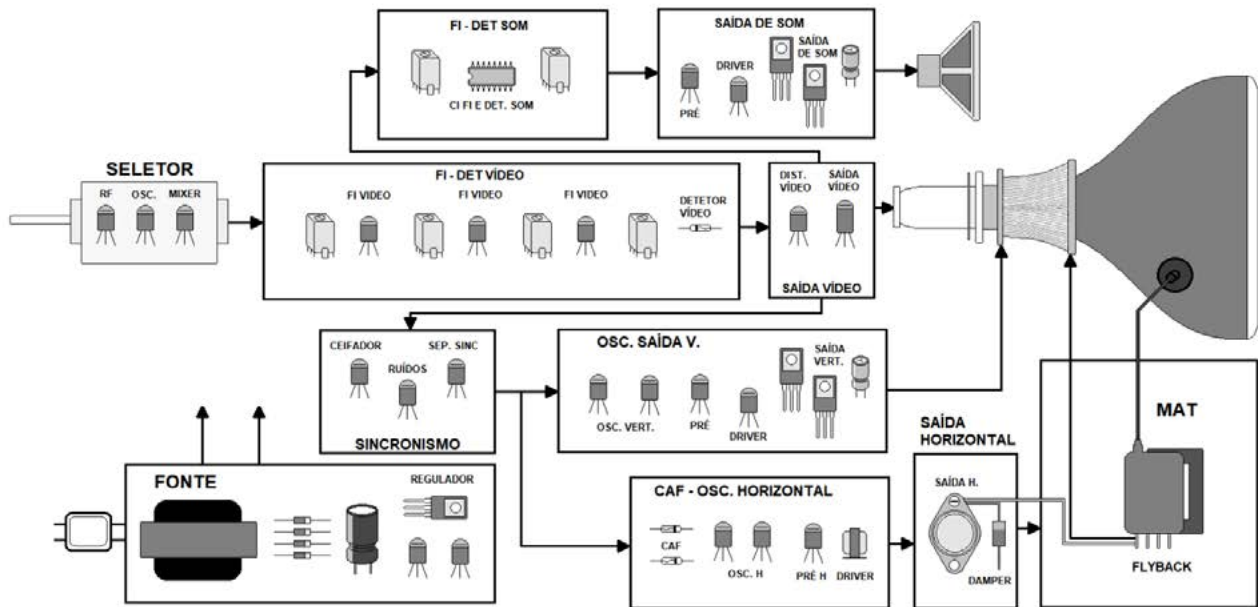 FI - DET SOM
CI FI E DET. SOM
SAÍDA DE SOM
SAÍDA
DE SOM
DRIVER
PRÉ
SELETOR
RF OSC. MIXER
FI - DET VÍDEO
FI VIDEO FI VIDEO FI VIDEO
DETETOR
VÍDEO
DIST.
VÍDEO
SAÍDA
VÍDEO
SAÍDA VÍDEO
CEIFADOR
RUÍDOS
SEP. SINC
SINCRONISMO
OSC. SAÍDA V.
SAÍDA
VERT.
OSC. VERT.
PRÉ
DRIVER
FONTE
REGULADOR
CAF - OSC. HORIZONTAL
CAF
OSC. H
PRÉ H
DRIVER
SAÍDA
HORIZONTAL
SAÍDA H.
DAMPER
MAT
FLYBACK